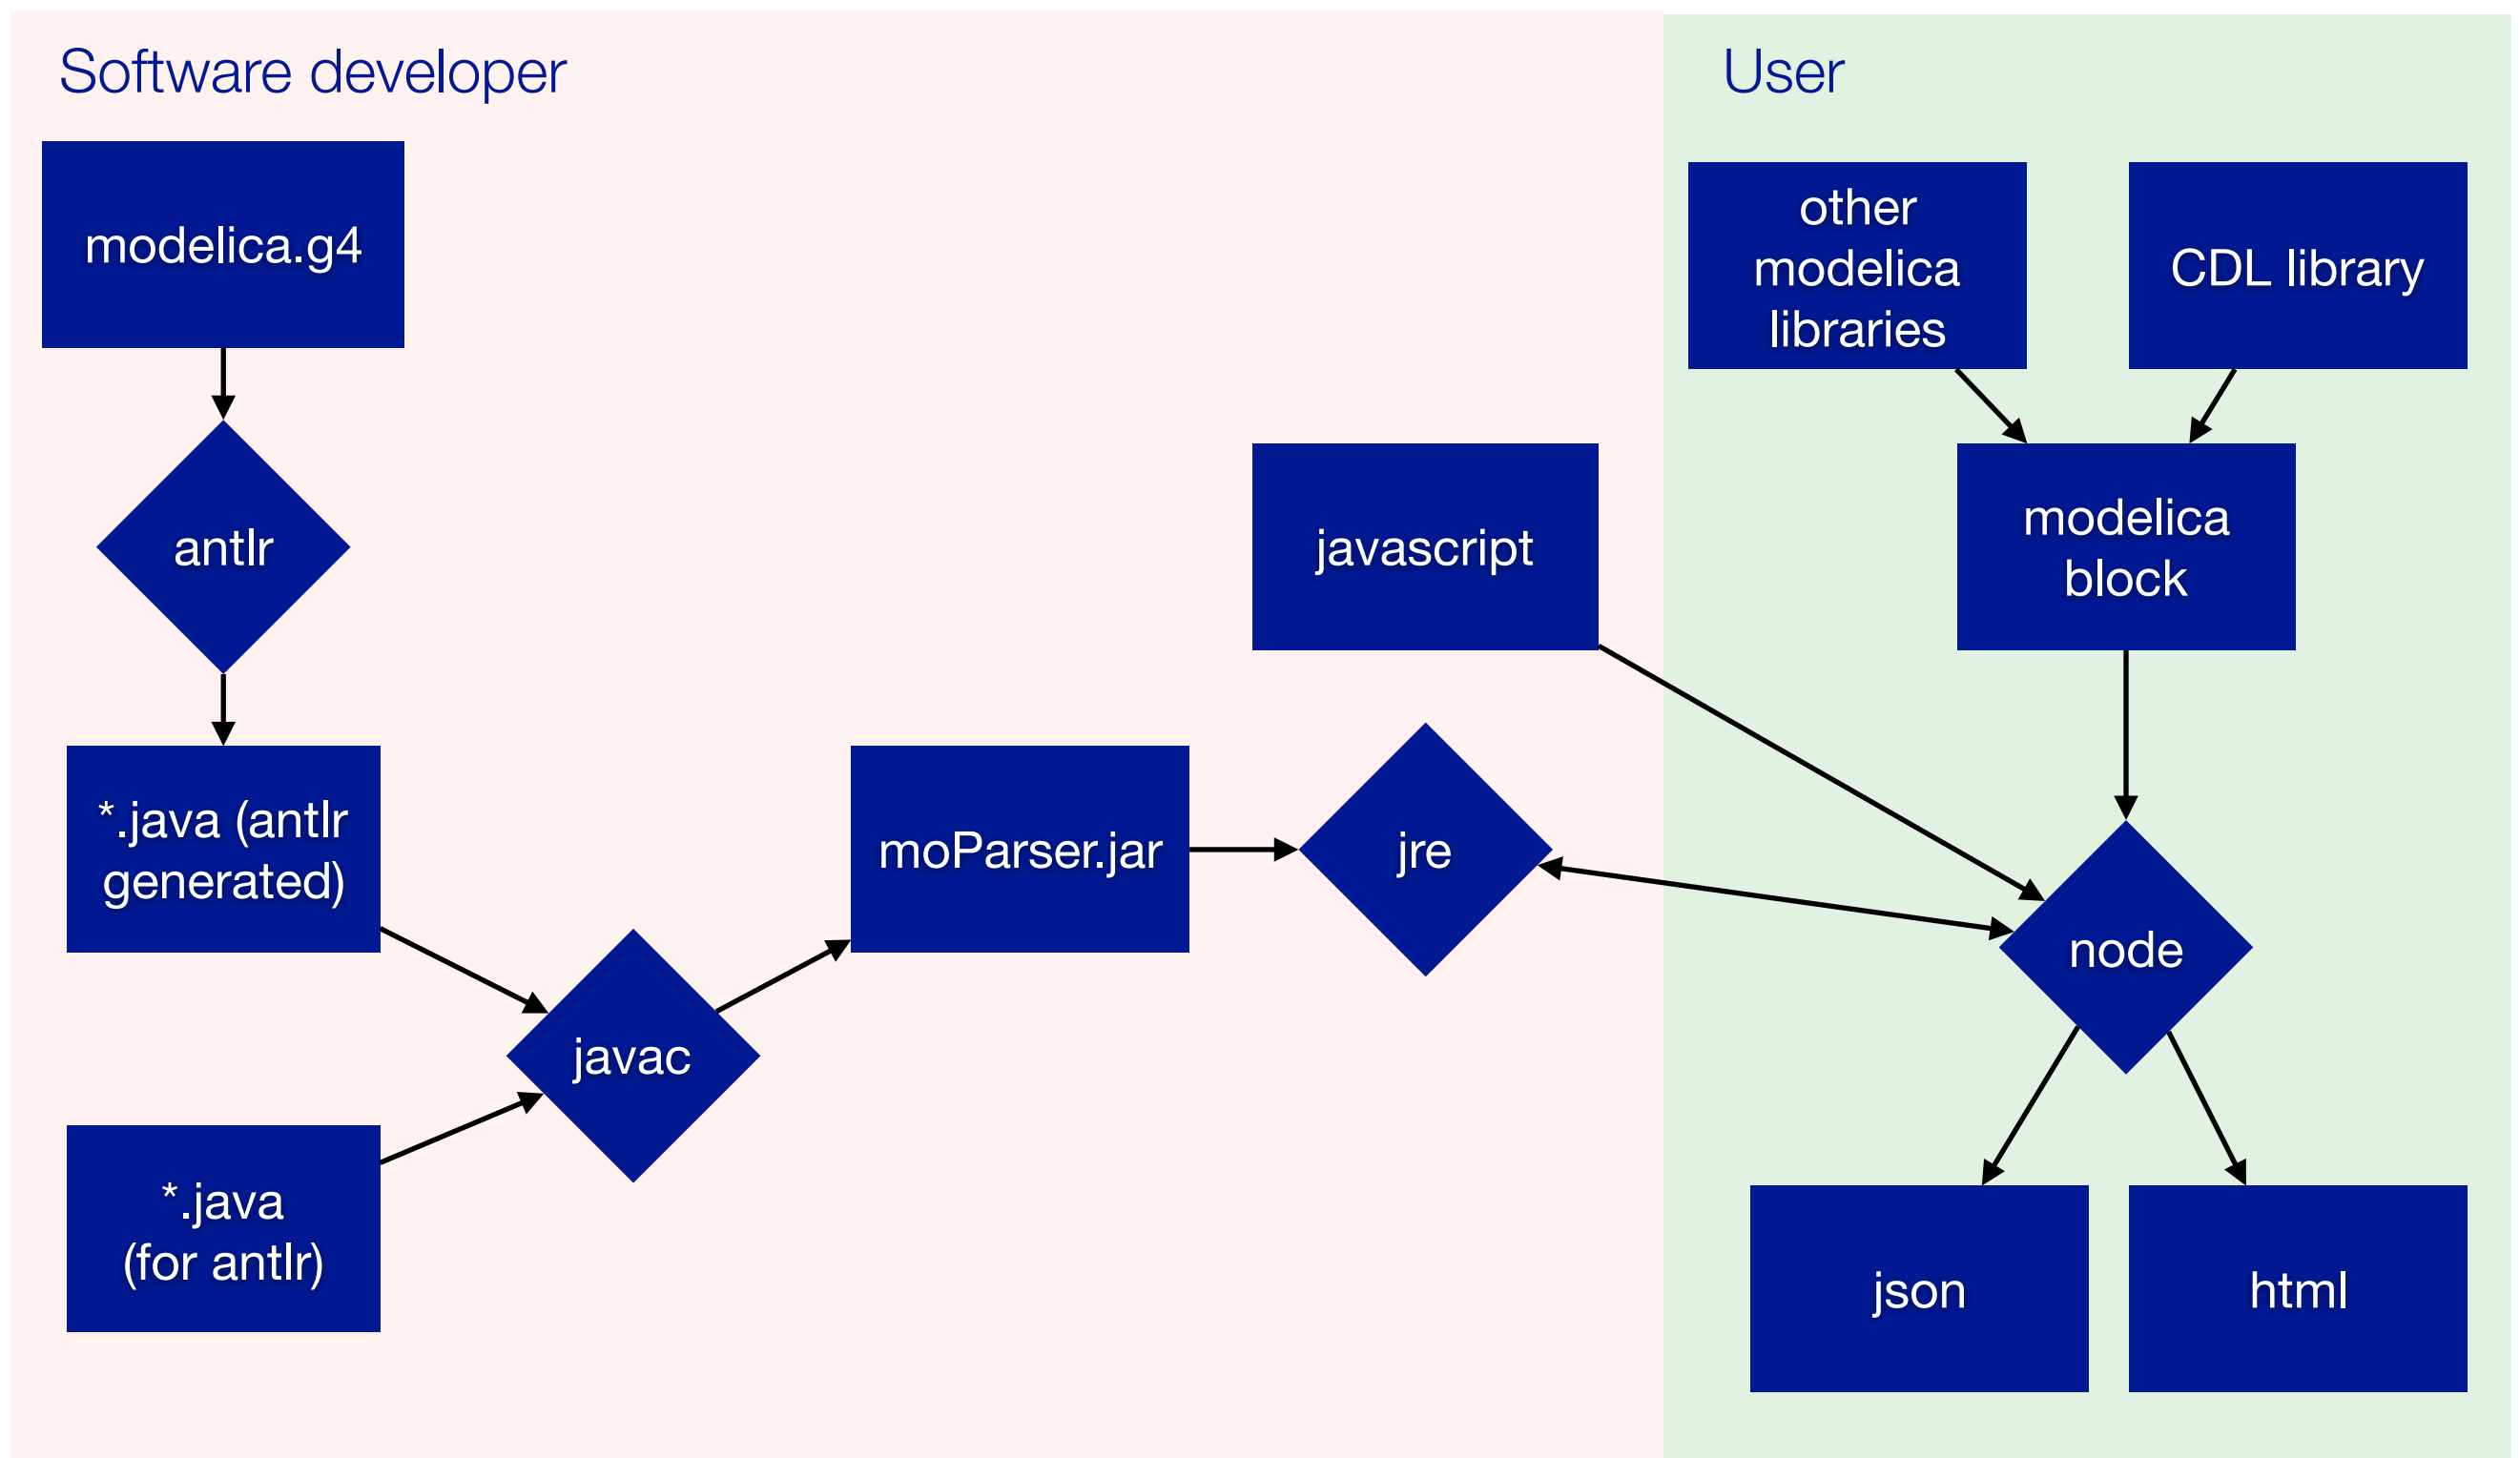 Software developer
User
modelica.g4
other
modelica
libraries
CDL library
antlr
javascript
modelica
block
*.java (antlr
generated)
moParser.jar
jre
node
javac
*.java
(for antlr)
json
html